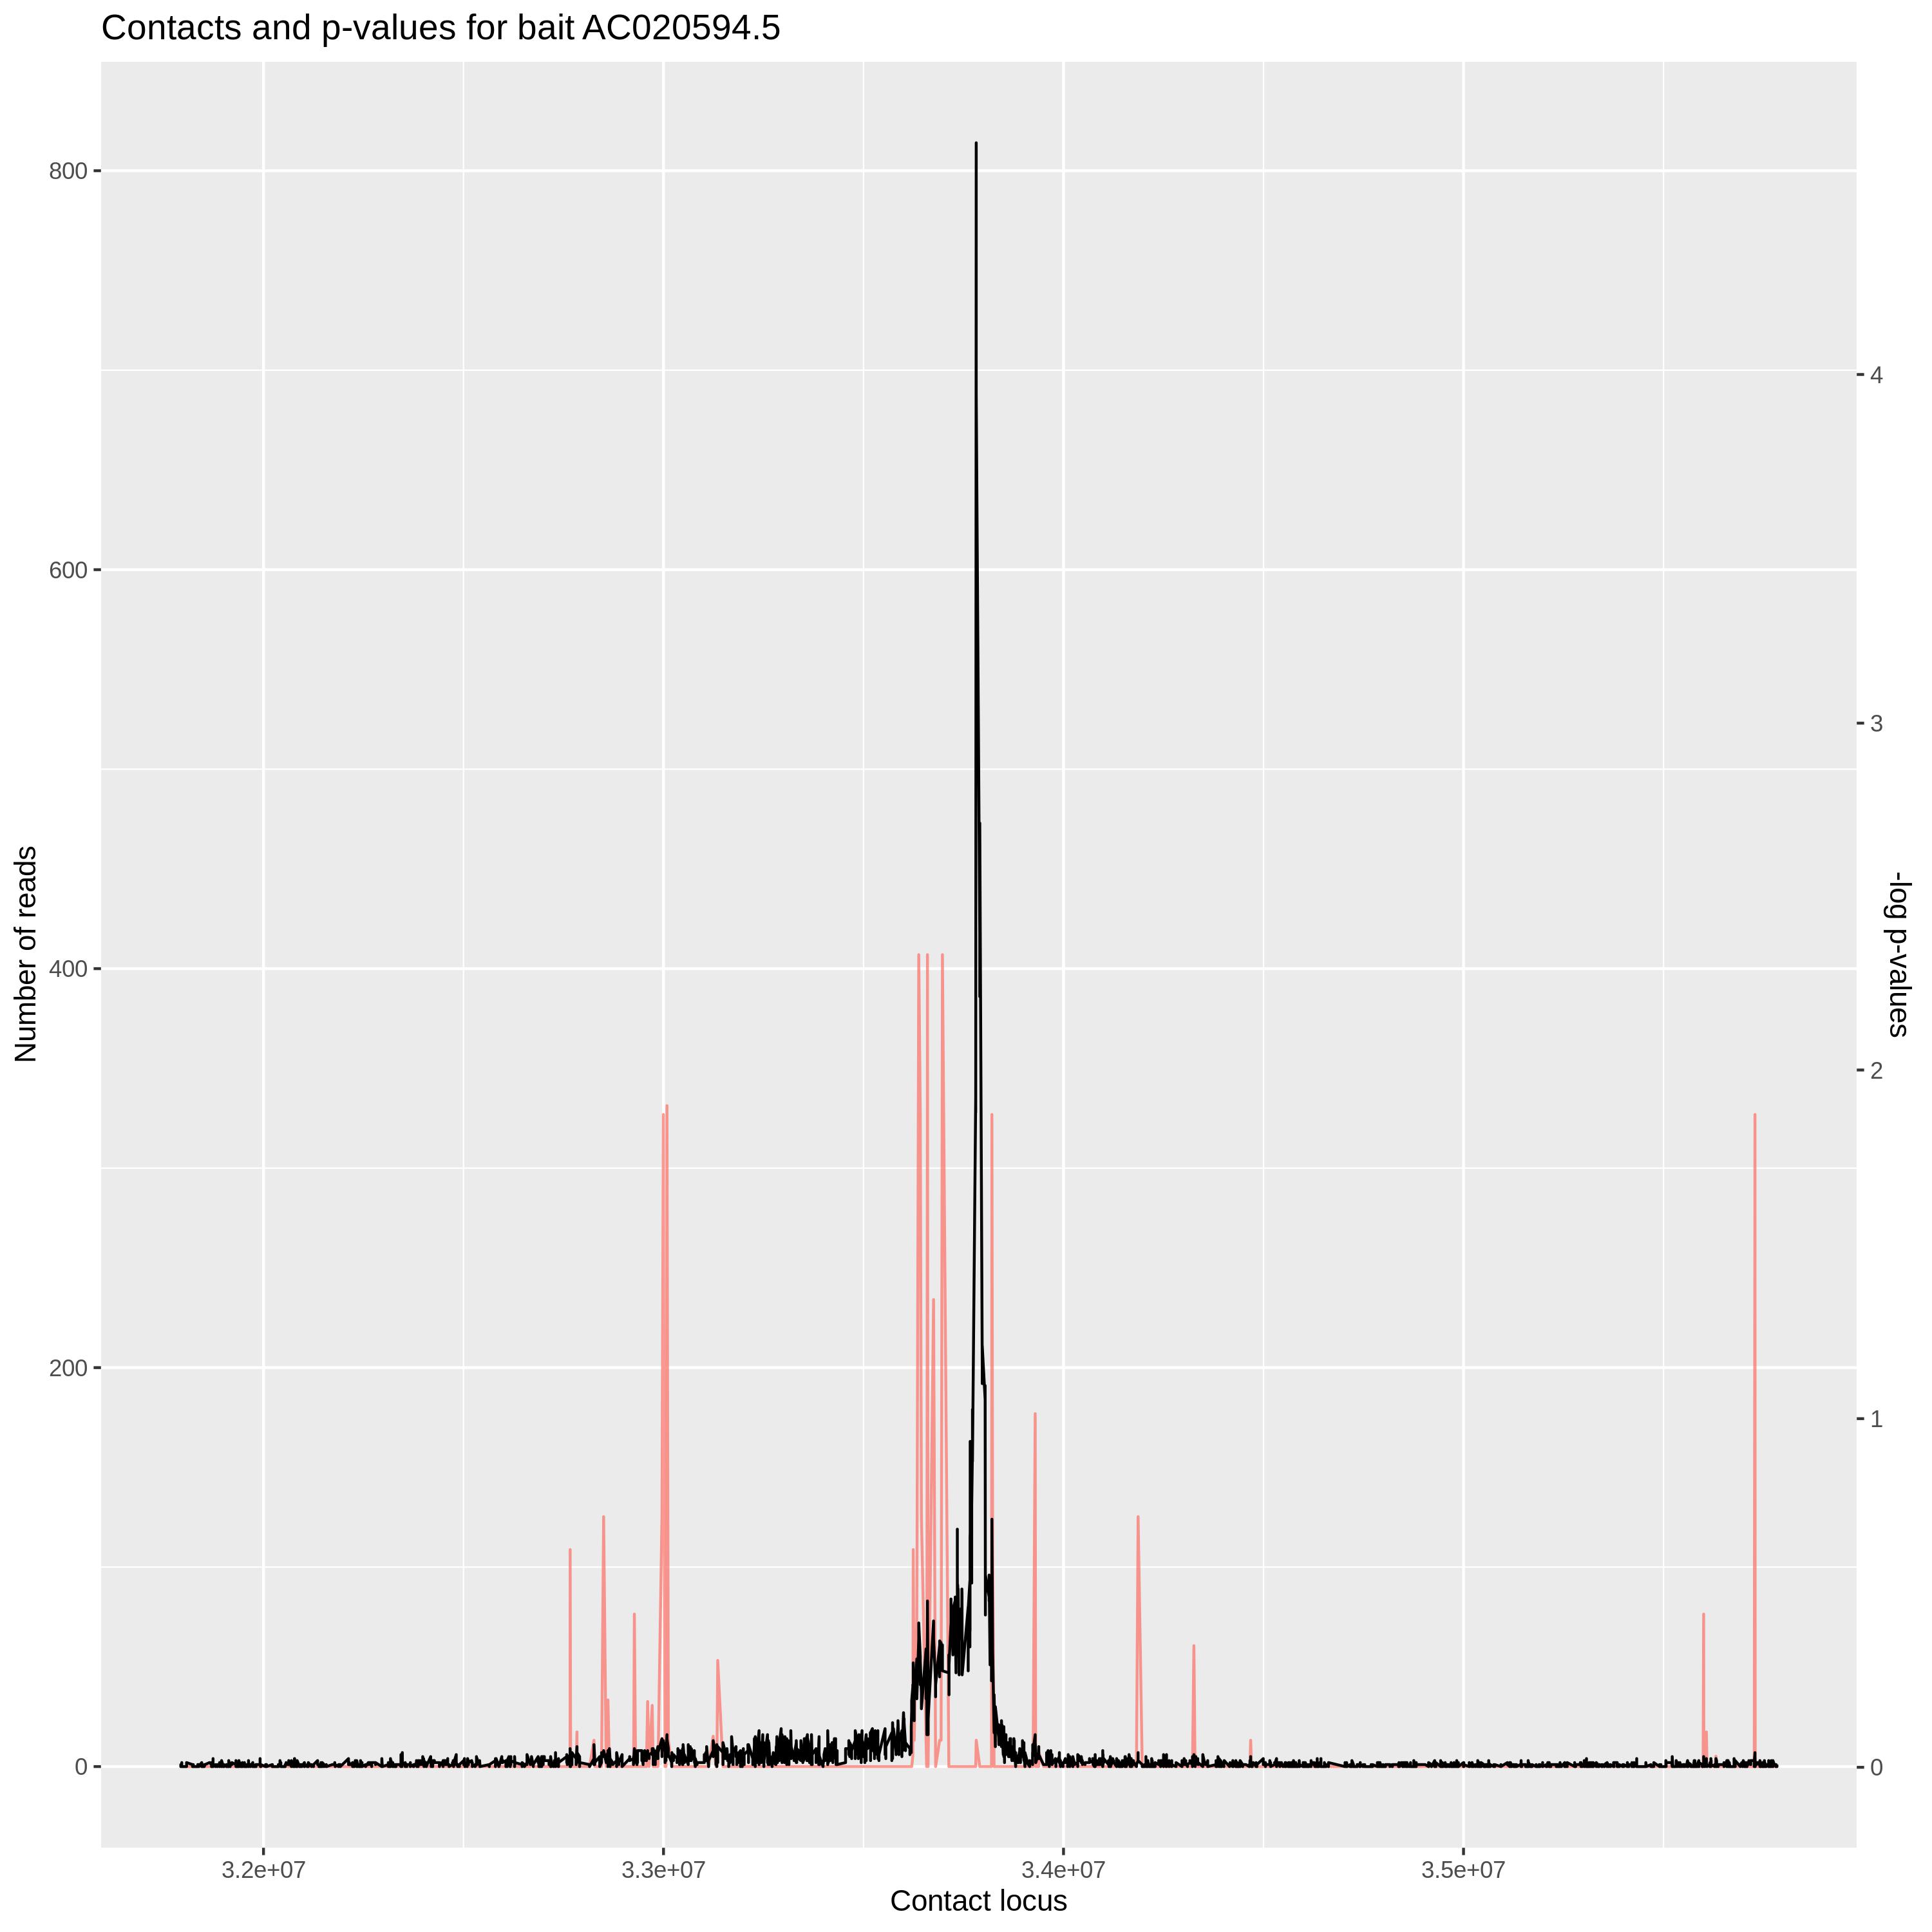 Contacts and p-values for bait AC020594.5
800
600
400
200
0
Number of reads
4
3
2
1
0
-log p-values
3.2e+07
3.3e+07
3.4e+07
3.5e+07
Contact locus